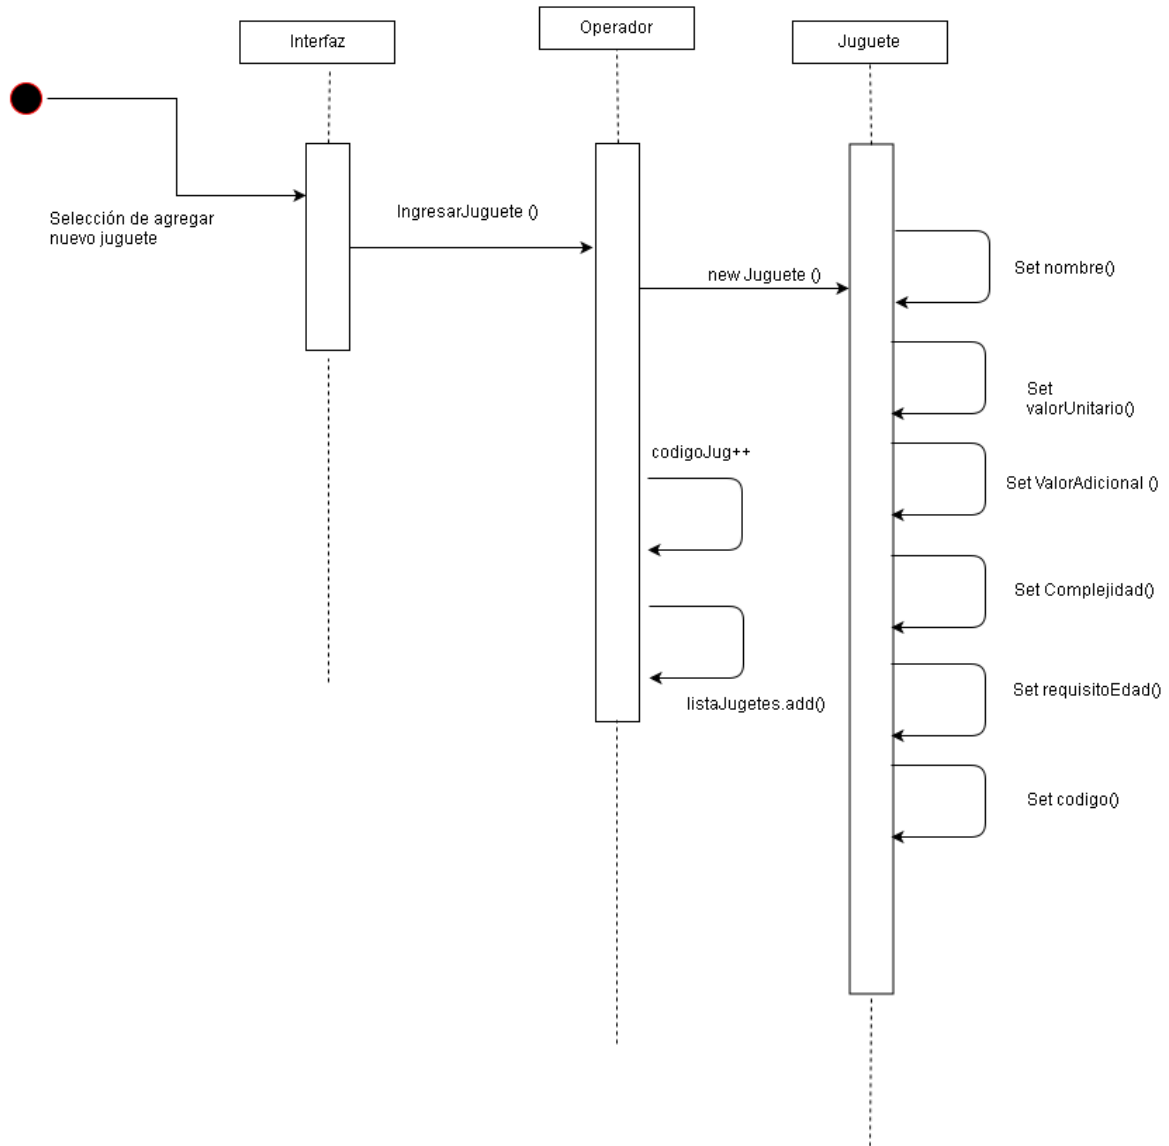 Interfaz
Operador
Juguete
Selección de agregar
nuevo juguete
IngresarJuguete ()
new Juguete ()
Set nombre()
Set
valorUnitario()
codigoJug++
Set ValorAdicional ()
Set Complejidad()
listaJugetes.add()
Set requisitoEdad()
Set codigo()